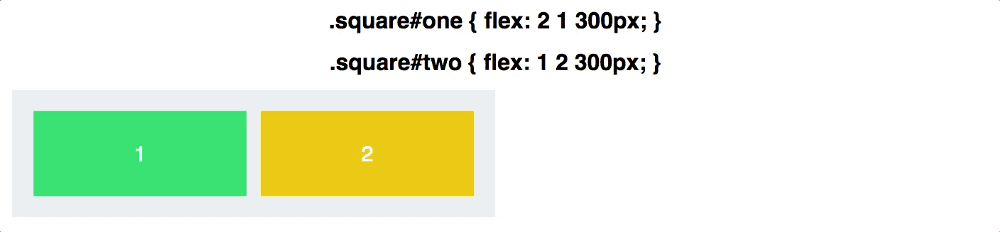 .square#one { flex: 2 1 300px; }
.square#two { flex: 1 2 300px; }
1 2